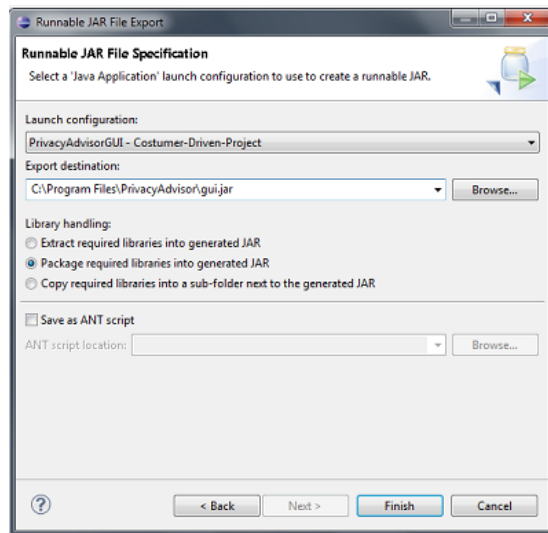 Runnable JAR File Export
Runnable JAR File Specification
Select a 'Java Application' launch configuration to use to create a runnable JAR.
Launch configuration:
PrivacyAdvisorGUI - Costumer-Driven-Project
Export destination:
C:\Program Files\PrivacyAdvisor\gui.jar
Browse...
Library handling:
Extract required libraries into generated JAR
Package required libraries into generated JAR
Copy required libraries into a sub-folder next to the generated JAR
Save as ANT script
ANT script location:
Browse...
?
< Back
Next >
Finish
Cancel